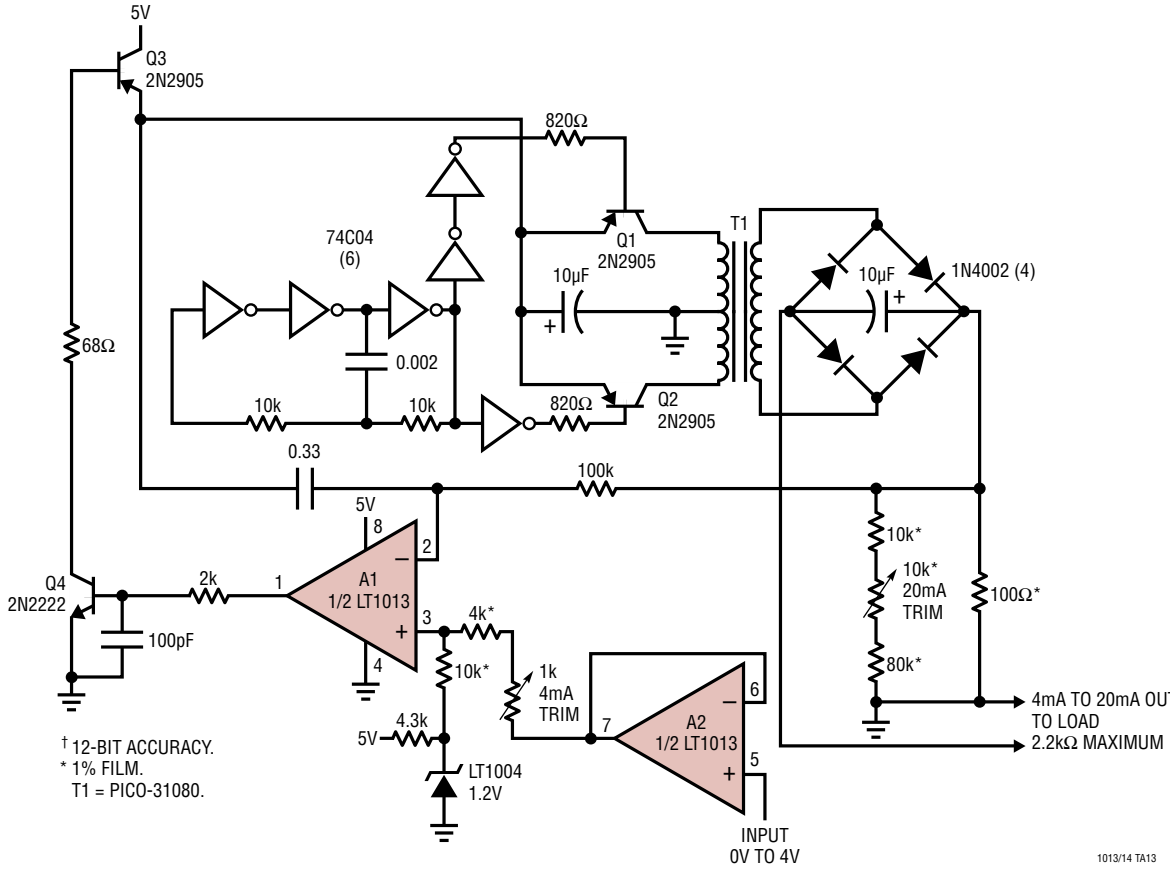 5V
Q3
2N2905
820Ω
74C04
(6)
Q1
2N2905
T1
10µF
10µF
1N4002 (4)
+
+
68Ω
0.002
10k
10k
820Ω
Q2
2N2905
0.33
100k
5V
8
2
−
Q4
2N2222
2k
1
A1
1/2 LT1013
3
+
4k*
10k*
10k*
20mA
TRIM
100Ω*
100pF
4
10k*
1k
4mA
TRIM
80k*
6
−
4mA TO 20mA OUT
TO LOAD
2.2kΩ MAXIMUM
5V
4.3k
7
A2
1/2 LT1013
5
+
LT1004
1.2V
† 12-BIT ACCURACY.
* 1% FILM.
T1 = PICO-31080.
INPUT
0V TO 4V
1013/14 TA13